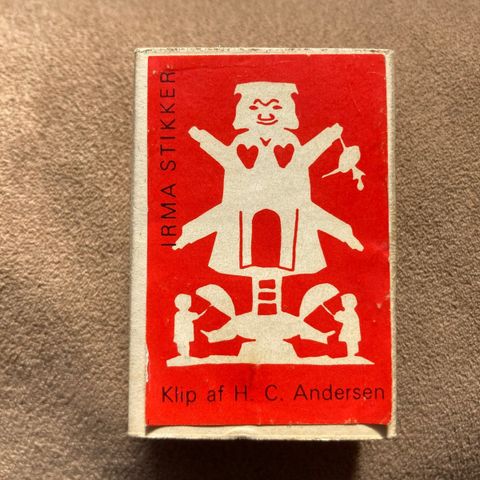 IRMA STIKKER
Klip af H. C. Andersen